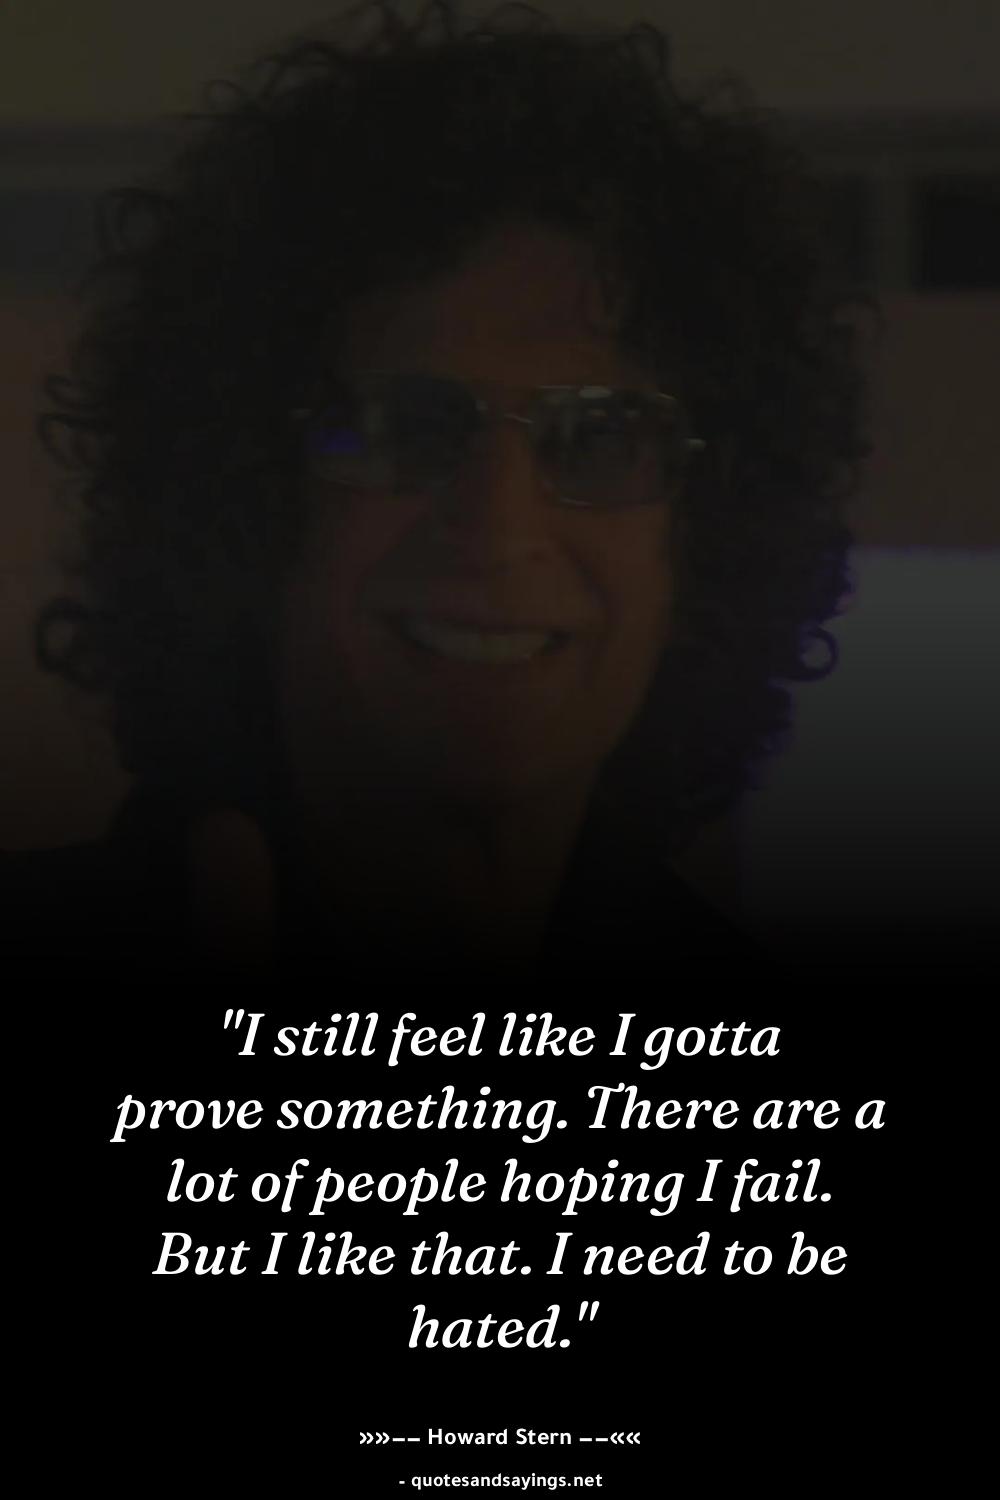 "I still feel like I gotta
prove something. There are a
lot of people hoping I fail.
But I like that. I need to be
hated."
»»–– Howard Stern ––««
- quotesandsayings.net